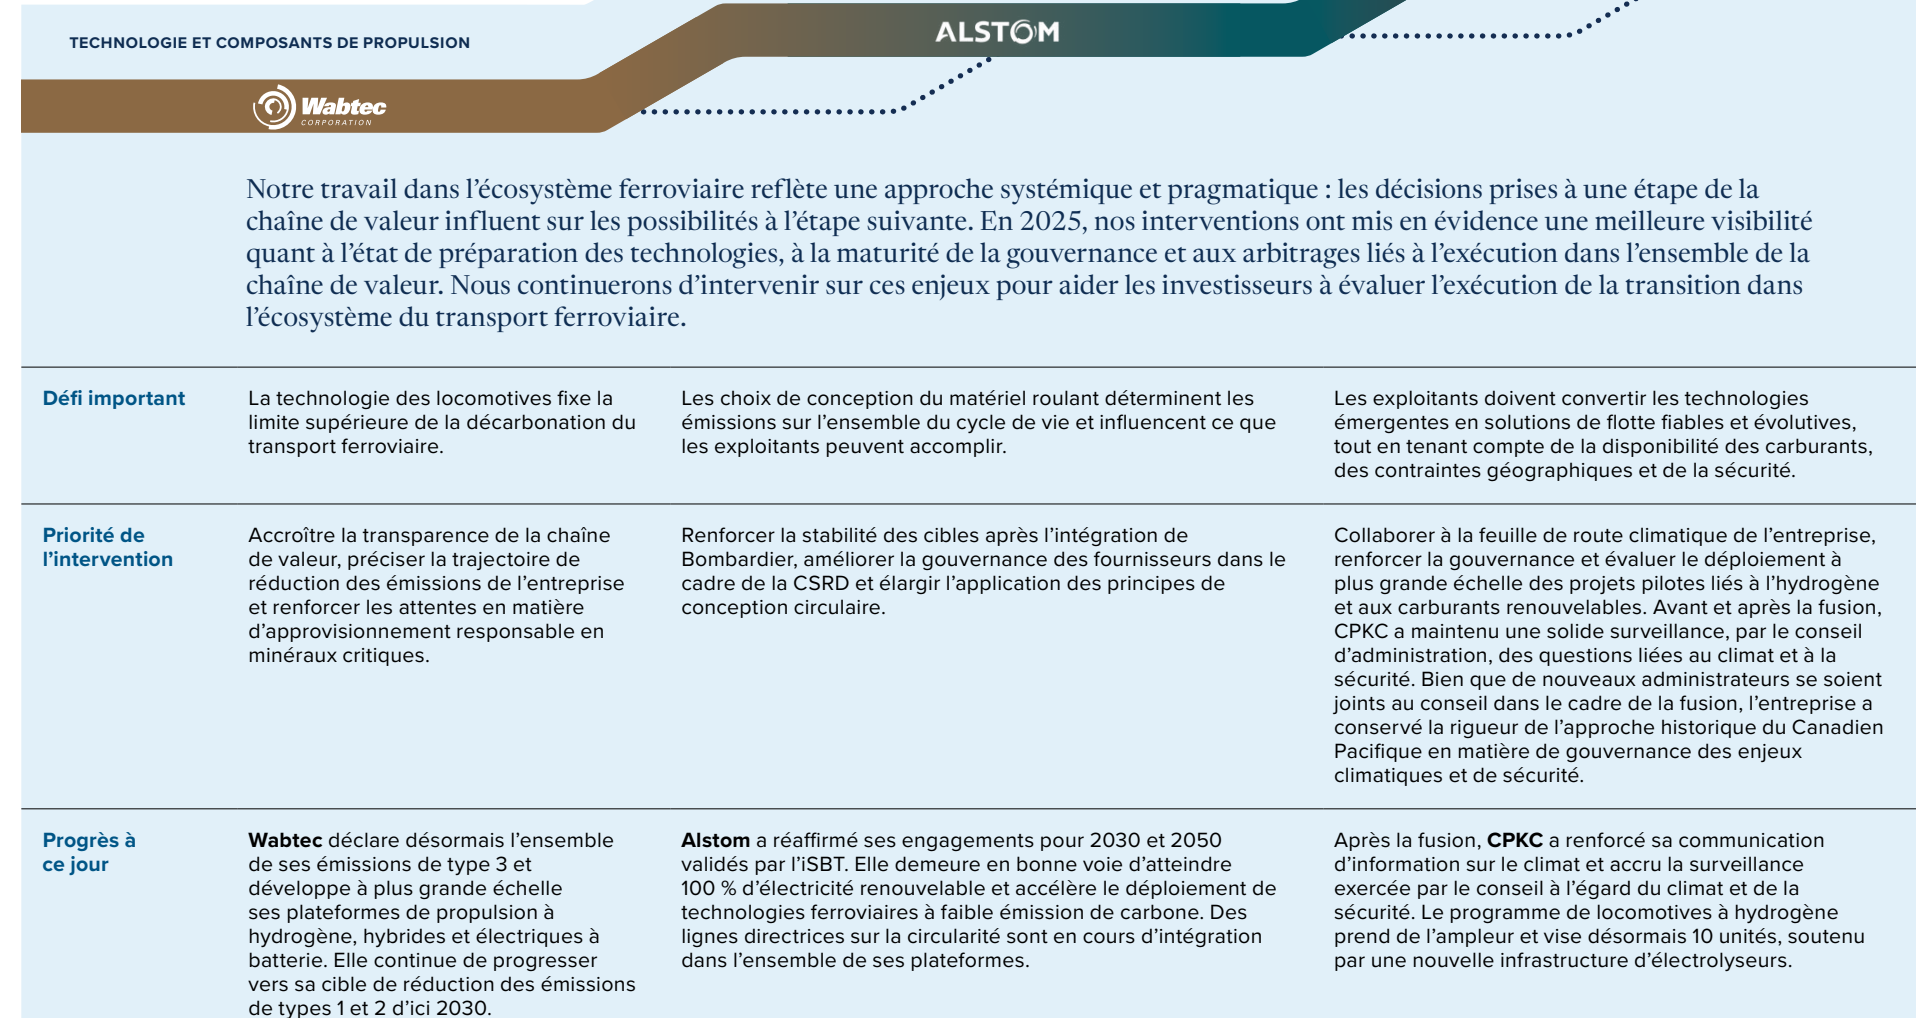 ALSTOM
TECHNOLOGIE ET COMPOSANTS DE PROPULSION
Wabtec
CORPORATION
Notre travail dans l’écosystème ferroviaire reflète une approche systémique et pragmatique : les décisions prises à une étape de la
chaîne de valeur influent sur les possibilités à l’étape suivante. En 2025, nos interventions ont mis en évidence une meilleure visibilité
quant à l’état de préparation des technologies, à la maturité de la gouvernance et aux arbitrages liés à l’exécution dans l’ensemble de la
chaîne de valeur. Nous continuerons d’intervenir sur ces enjeux pour aider les investisseurs à évaluer l’exécution de la transition dans
l’écosystème du transport ferroviaire.
Défi important
La technologie des locomotives fixe la
limite supérieure de la décarbonation du
transport ferroviaire.
Les choix de conception du matériel roulant déterminent les
émissions sur l’ensemble du cycle de vie et influencent ce que
les exploitants peuvent accomplir.
Les exploitants doivent convertir les technologies
émergentes en solutions de flotte fiables et évolutives,
tout en tenant compte de la disponibilité des carburants,
des contraintes géographiques et de la sécurité.
Priorité de
l’intervention
Accroître la transparence de la chaîne
de valeur, préciser la trajectoire de
réduction des émissions de l’entreprise
et renforcer les attentes en matière
d’approvisionnement responsable en
minéraux critiques.
Renforcer la stabilité des cibles après l’intégration de
Bombardier, améliorer la gouvernance des fournisseurs dans le
cadre de la CSRD et élargir l’application des principes de
conception circulaire.
Collaborer à la feuille de route climatique de l’entreprise,
renforcer la gouvernance et évaluer le déploiement à
plus grande échelle des projets pilotes liés à l’hydrogène
et aux carburants renouvelables. Avant et après la fusion,
CPKC a maintenu une solide surveillance, par le conseil
d’administration, des questions liées au climat et à la
sécurité. Bien que de nouveaux administrateurs se soient
joints au conseil dans le cadre de la fusion, l’entreprise a
conservé la rigueur de l’approche historique du Canadien
Pacifique en matière de gouvernance des enjeux
climatiques et de sécurité.
Progrès à
ce jour
Wabtec déclare désormais l’ensemble
de ses émissions de type 3 et
développe à plus grande échelle
ses plateformes de propulsion à
hydrogène, hybrides et électriques à
batterie. Elle continue de progresser
vers sa cible de réduction des émissions
de types 1 et 2 d’ici 2030.
Alstom a réaffirmé ses engagements pour 2030 et 2050
validés par l’iSBT. Elle demeure en bonne voie d’atteindre
100 % d’électricité renouvelable et accélère le déploiement de
technologies ferroviaires à faible émission de carbone. Des
lignes directrices sur la circularité sont en cours d’intégration
dans l’ensemble de ses plateformes.
Après la fusion, CPKC a renforcé sa communication
d’information sur le climat et accru la surveillance
exercée par le conseil à l’égard du climat et de la
sécurité. Le programme de locomotives à hydrogène
prend de l’ampleur et vise désormais 10 unités, soutenu
par une nouvelle infrastructure d’électrolyseurs.